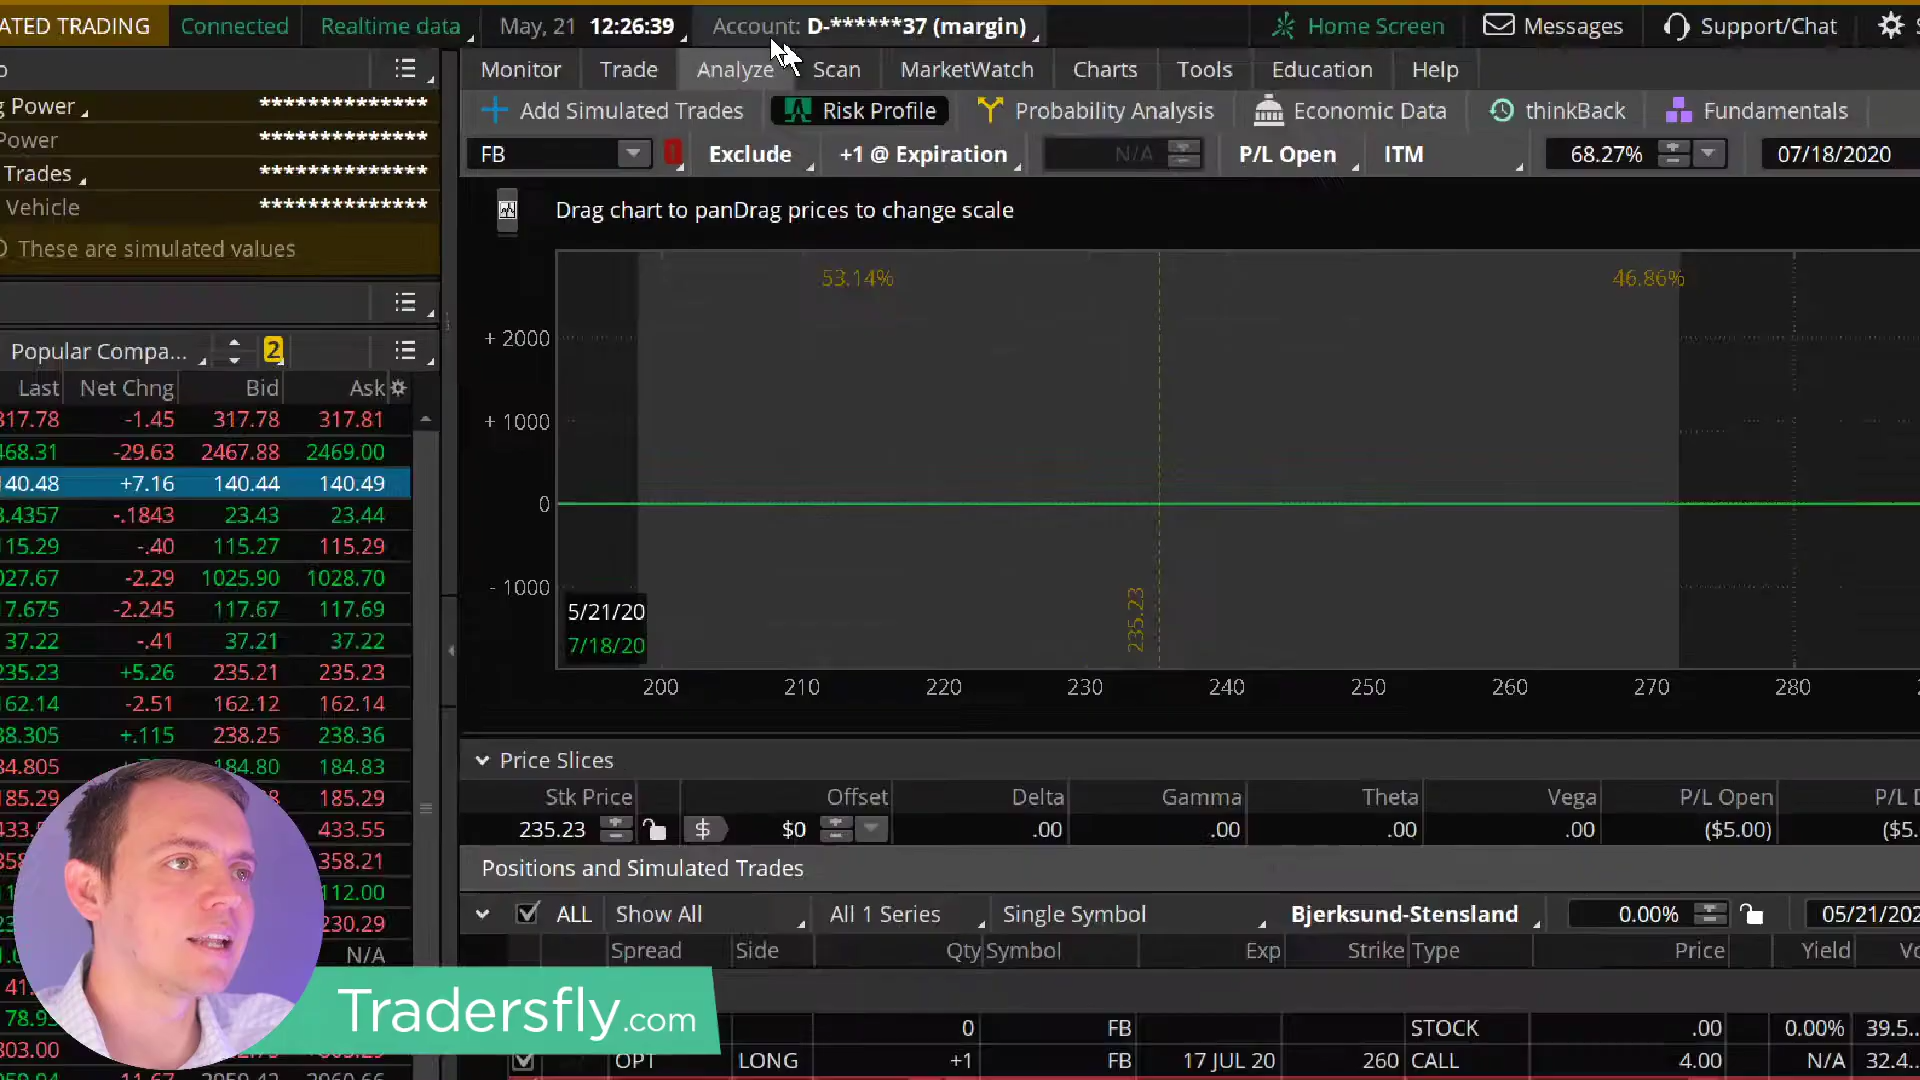 ATED TRADING Connected Realtime data May, 21 12:26:39 Account: D-******37 (margin) Home Screen Messages Support/Chat
Monitor Trade Analyze Scan MarketWatch Charts Tools Education Help
g Power **************
Add Simulated Trades Risk Profile Probability Analysis Economic Data thinkBack Fundamentals
Power **************
FB Exclude +1 @ Expiration N/A P/L Open ITM 68.27% 07/18/2020
Trades **************
Vehicle **************
These are simulated values
Drag chart to panDrag prices to change scale
53.14% 46.86%
+ 2000
+ 1000
0
- 1000
5/21/20
7/18/20
235.23
200 210 220 230 240 250 260 270 280
Popular Compa... 2
Last Net Chng Bid Ask
317.78 -1.45 317.78 317.81
468.31 -29.63 2467.88 2469.00
140.48 +7.16 140.44 140.49
3.4357 -.1843 23.43 23.44
115.29 -.40 115.27 115.29
027.67 -2.29 1025.90 1028.70
17.675 -2.245 117.67 117.69
37.22 -.41 37.21 37.22
235.23 +5.26 235.21 235.23
162.14 -2.51 162.12 162.14
38.305 +.115 238.25 238.36
84.805 184.80 184.83
185.29 185.29
433.55
358.21
112.00
230.29
N/A
Price Slices
Stk Price Offset Delta Gamma Theta Vega P/L Open
235.23 $ $0 .00 .00 .00 .00 ($5.00) ($5.
Positions and Simulated Trades
ALL Show All All 1 Series Single Symbol Bjerksund-Stensland 0.00% 05/21/202
Spread Side Qty Symbol Exp Strike Type Price Yield
0 FB STOCK .00 0.00% 39.5...
OPT LONG +1 FB 17 JUL 20 260 CALL 4.00 N/A 32.4...
Tradersfly.com